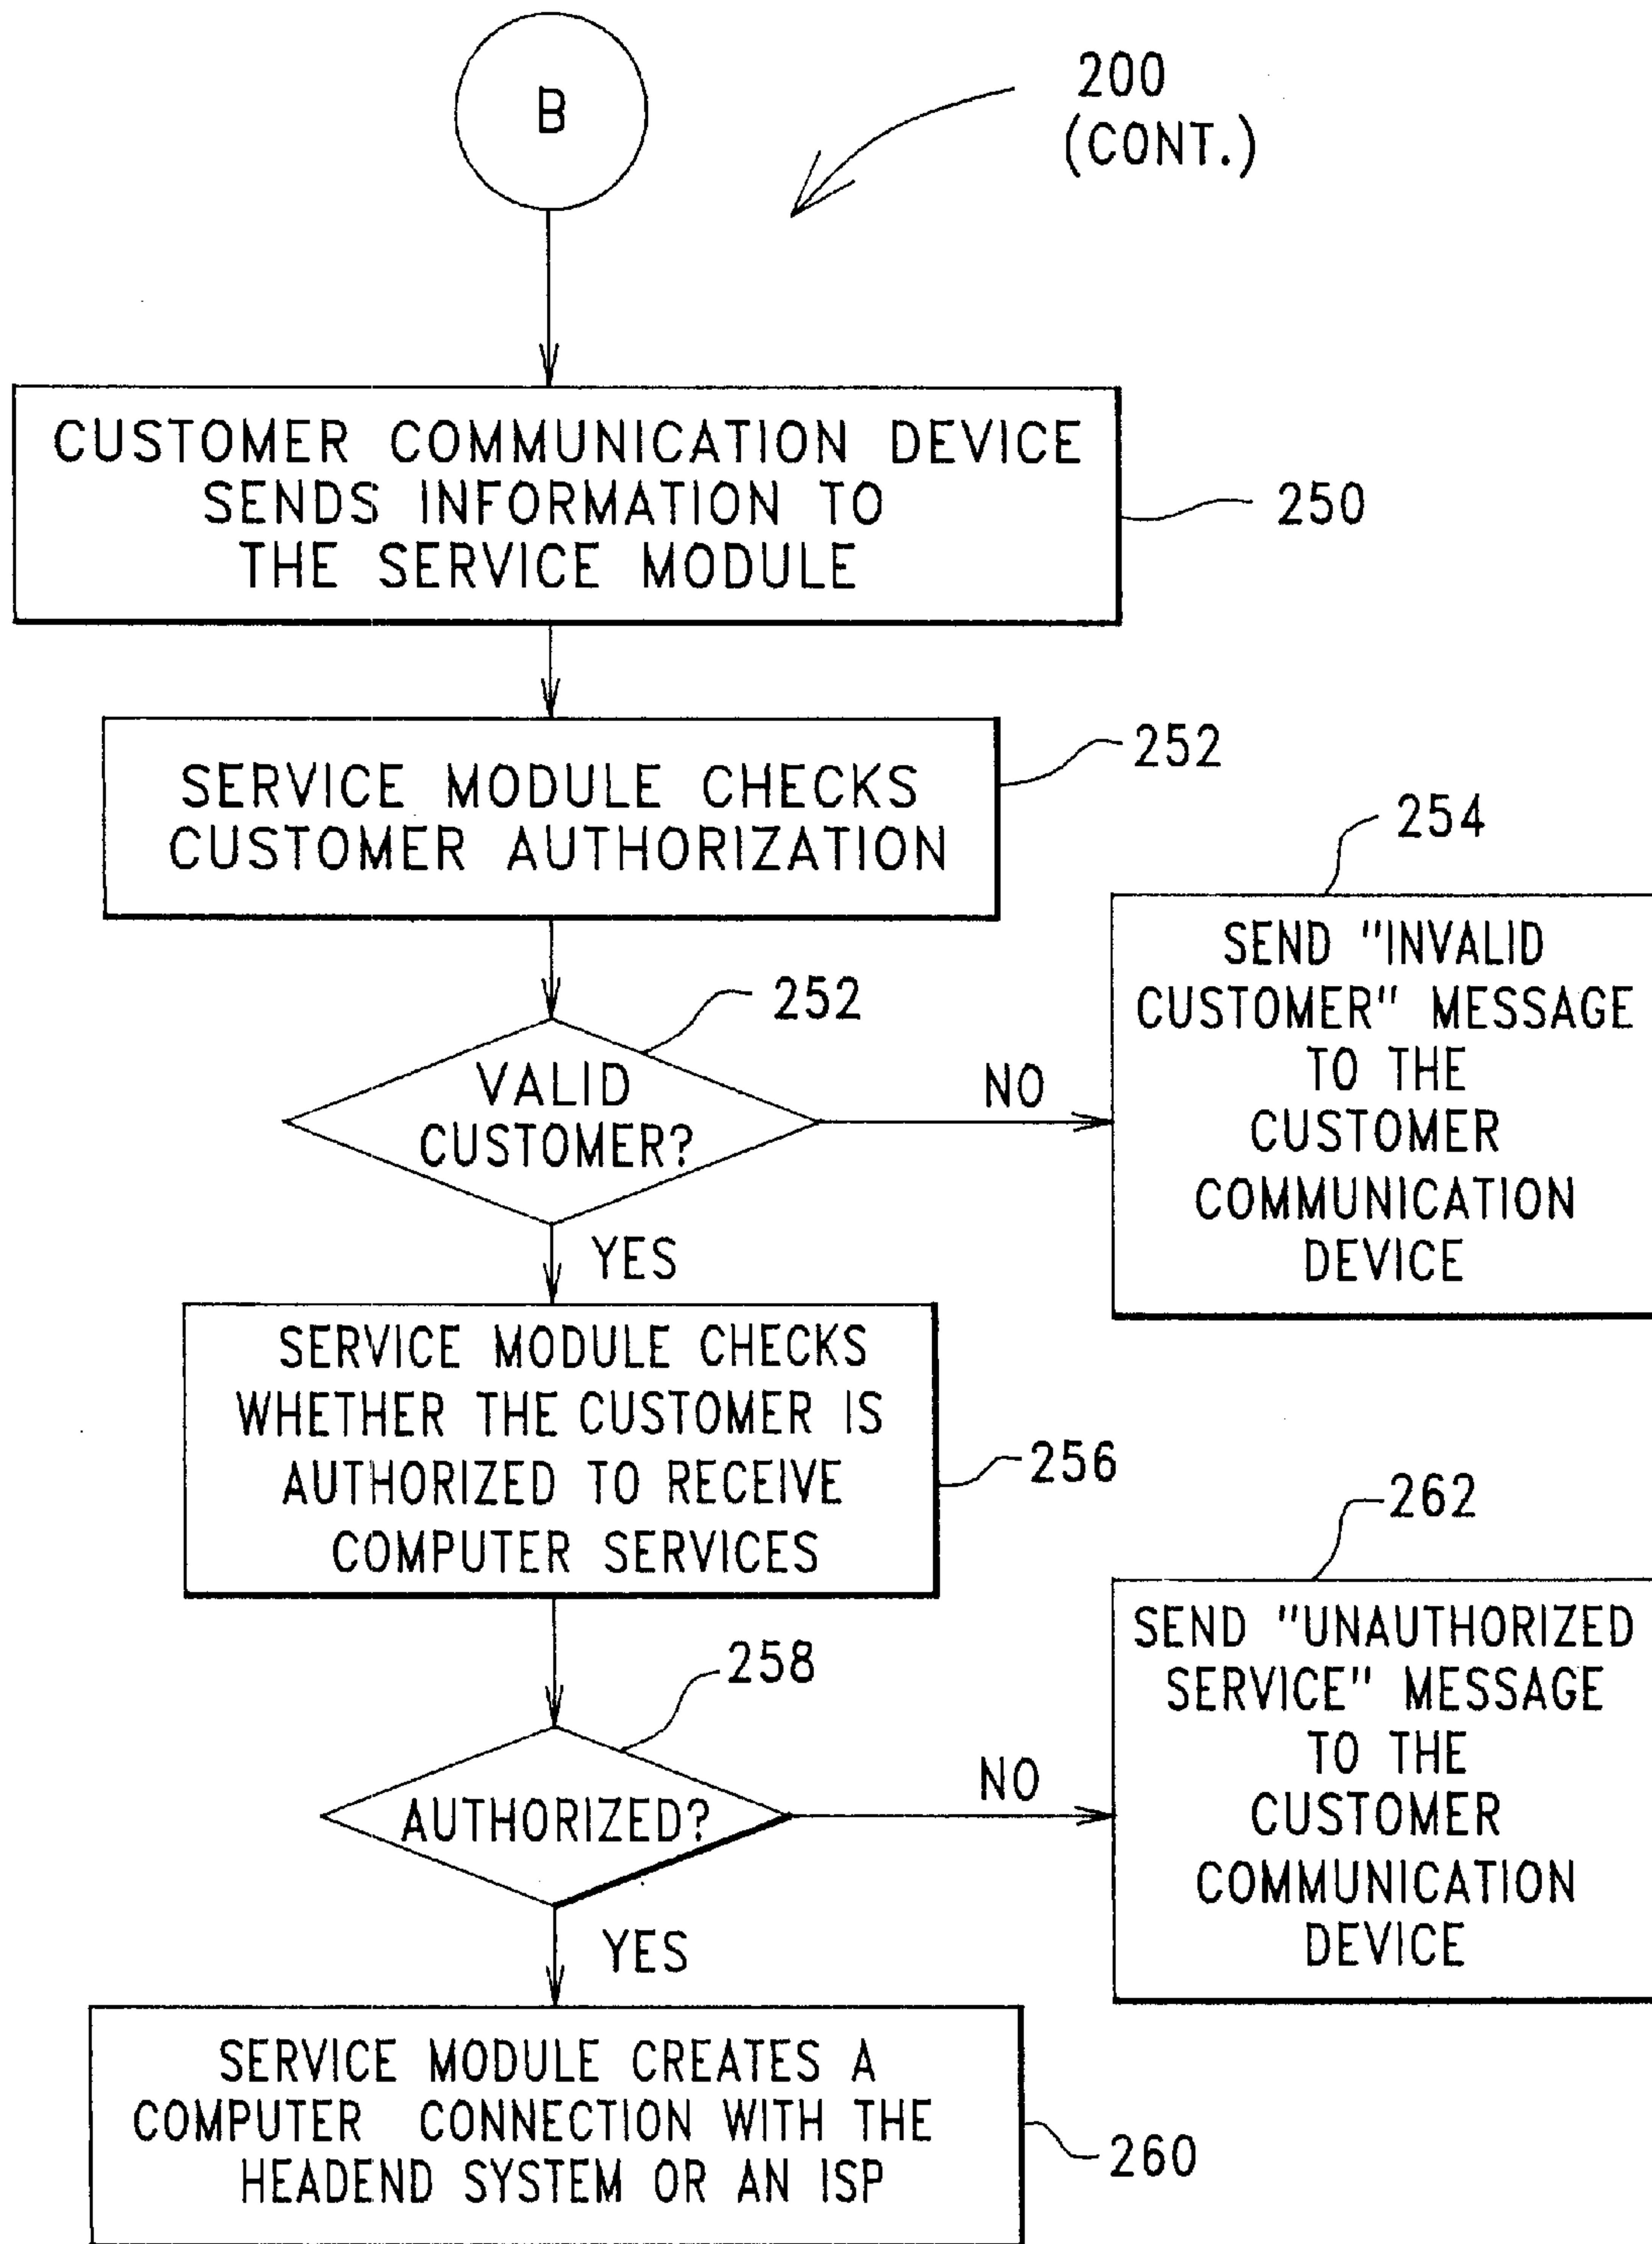 B
200
(CONT.)
CUSTOMER COMMUNICATION DEVICE
SENDS INFORMATION TO
THE SERVICE MODULE
250
SERVICE MODULE CHECKS
CUSTOMER AUTHORIZATION
252
254
SEND "INVALID
CUSTOMER" MESSAGE
TO THE
CUSTOMER
COMMUNICATION
DEVICE
252
VALID
CUSTOMER?
NO
YES
SERVICE MODULE CHECKS
WHETHER THE CUSTOMER IS
AUTHORIZED TO RECEIVE
COMPUTER SERVICES
256
262
SEND "UNAUTHORIZED
SERVICE" MESSAGE
TO THE
CUSTOMER
COMMUNICATION
DEVICE
258
AUTHORIZED?
NO
YES
SERVICE MODULE CREATES A
COMPUTER CONNECTION WITH THE
HEADEND SYSTEM OR AN ISP
260